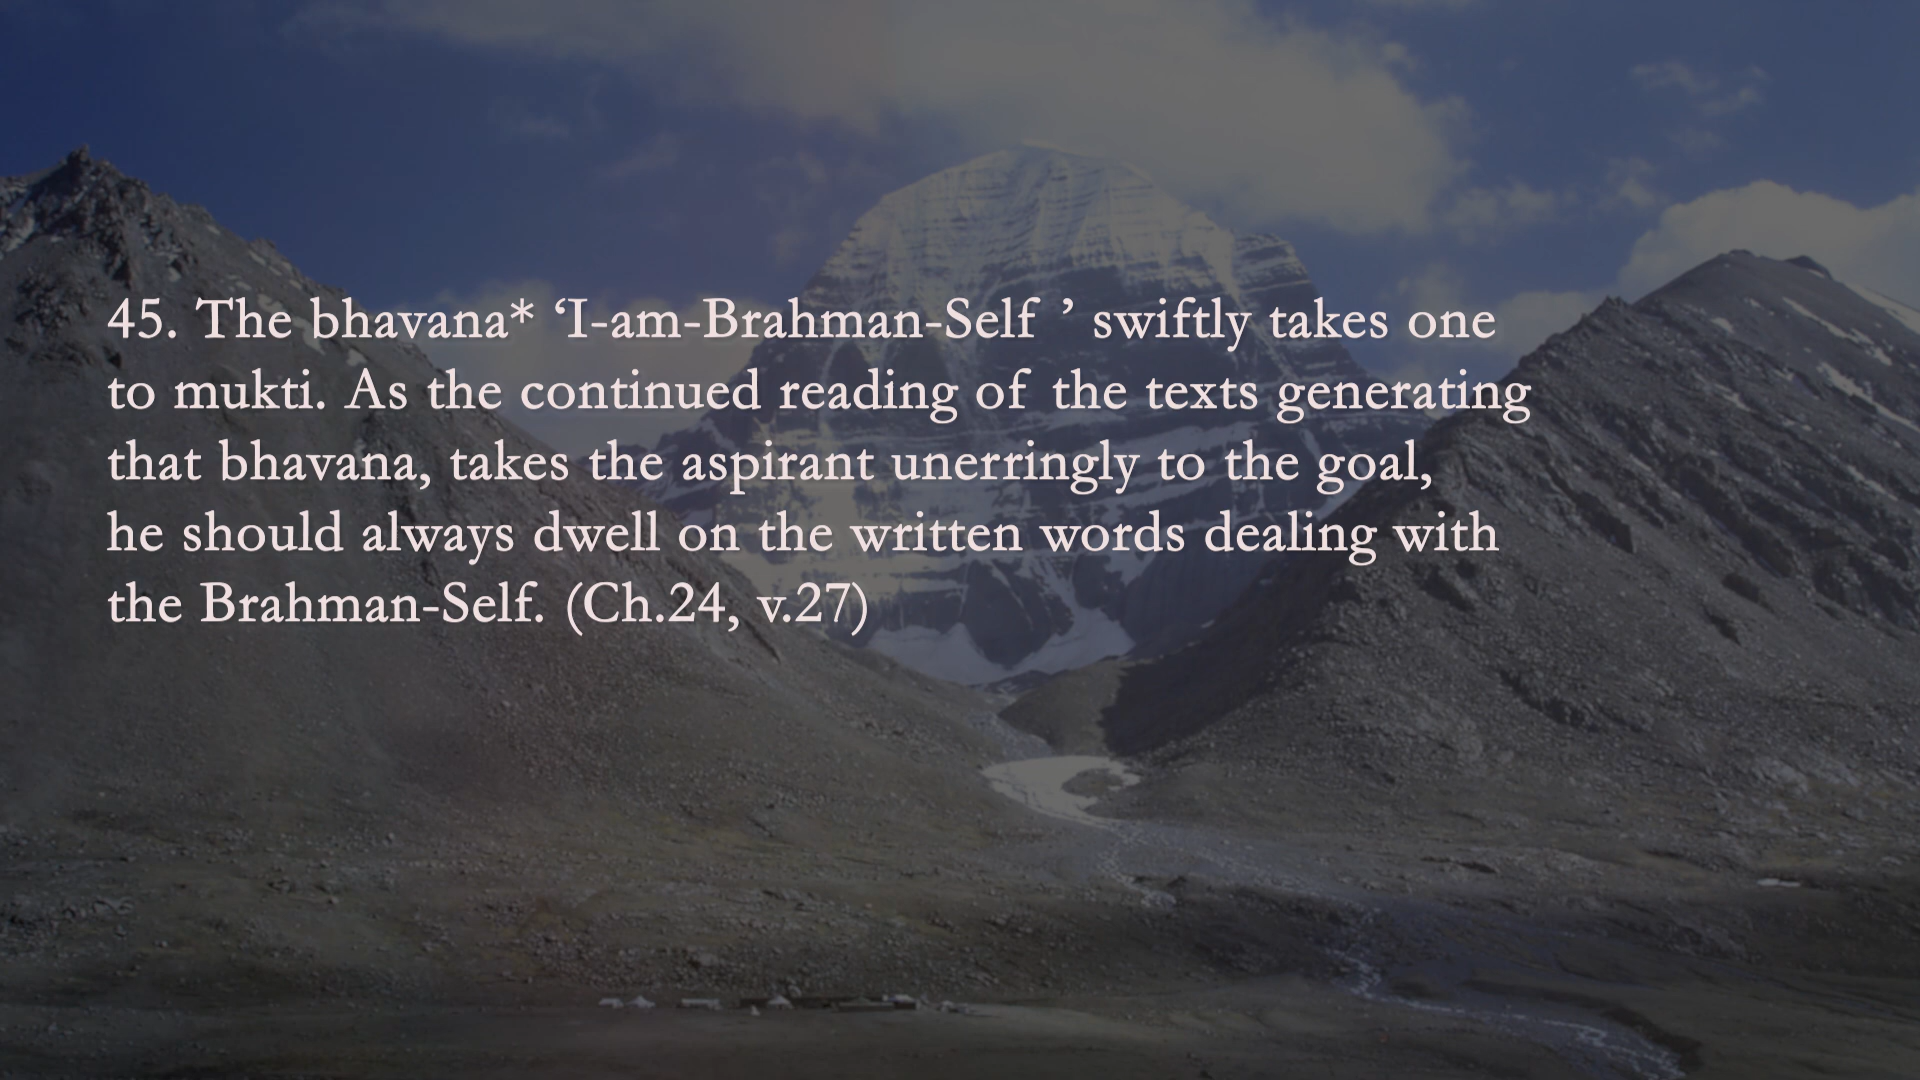 45. The bhavana* ‘I-am-Brahman-Self ’ swiftly takes one
to mukti. As the continued reading of the texts generating
that bhavana, takes the aspirant unerringly to the goal,
he should always dwell on the written words dealing with
the Brahman-Self. (Ch.24, v.27)